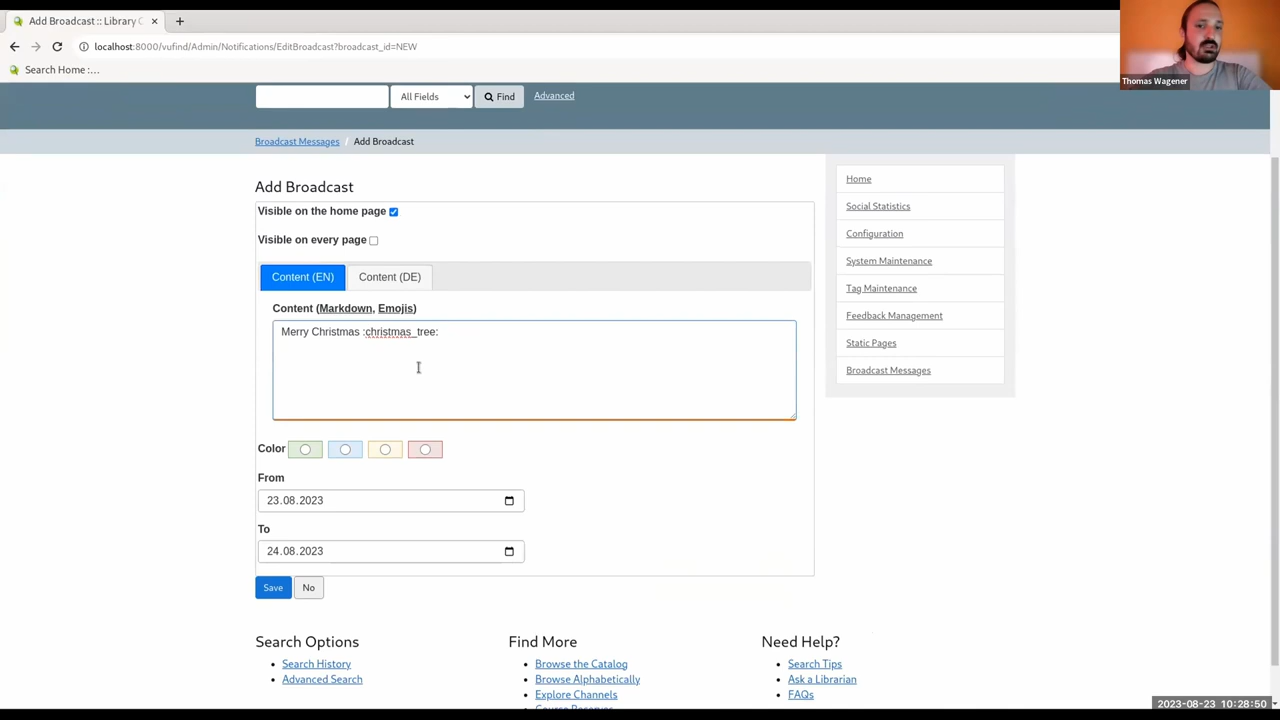 Add Broadcast :: Library C
localhost:8000/vufind/Admin/Notifications/EditBroadcast?broadcast_id=NEW
Search Home :...
Thomas Wagener
All Fields
Find
Advanced
Broadcast Messages / Add Broadcast
Add Broadcast
Visible on the home page
Visible on every page
Content (EN)
Content (DE)
Content (Markdown, Emojis)
Merry Christmas :christmas_tree:
Color
From
23.08.2023
To
24.08.2023
Save
No
Home
Social Statistics
Configuration
System Maintenance
Tag Maintenance
Feedback Management
Static Pages
Broadcast Messages
Search Options
Search History
Advanced Search
Find More
Browse the Catalog
Browse Alphabetically
Explore Channels
Course Reserves
Need Help?
Search Tips
Ask a Librarian
FAQs
2023-08-23 10:28:50